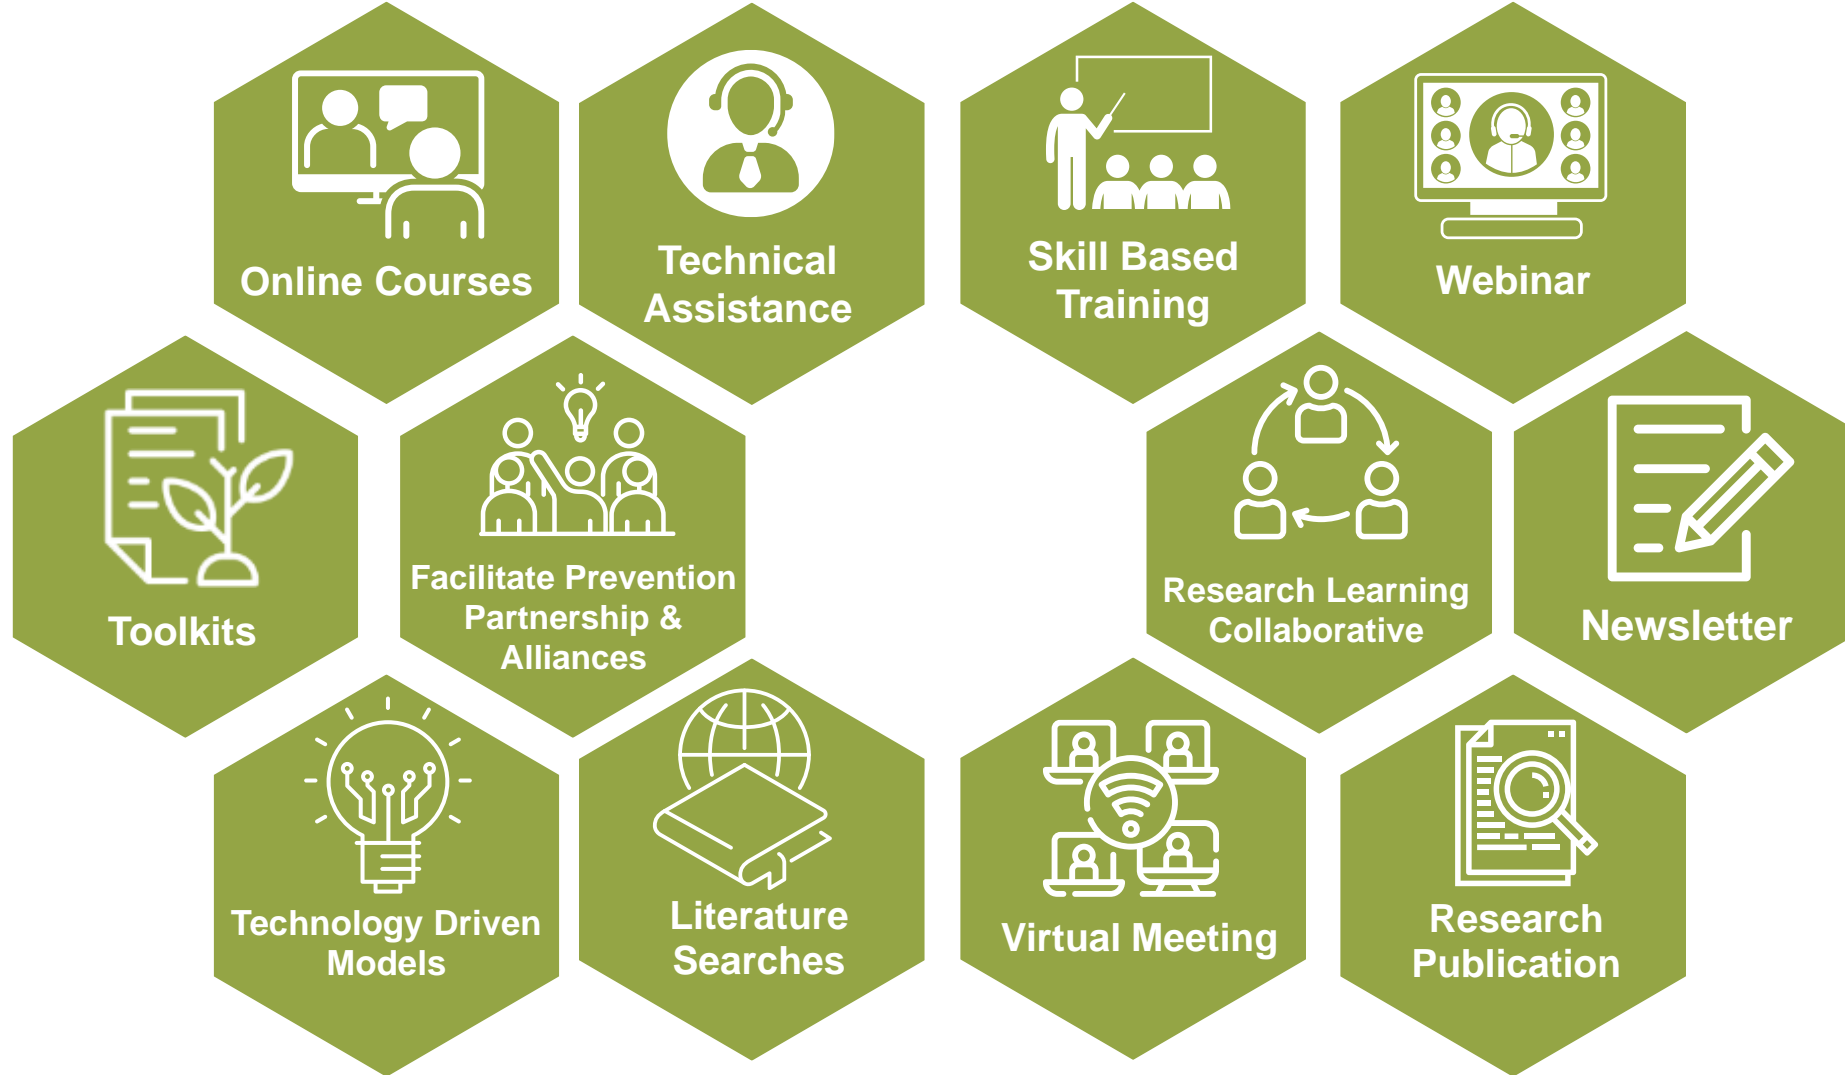 Online Courses
Technical
Assistance
Skill Based
Training
Webinar
Toolkits
Facilitate Prevention
Partnership &
Alliances
Research Learning
Collaborative
Newsletter
Technology Driven
Models
Literature
Searches
Virtual Meeting
Research
Publication